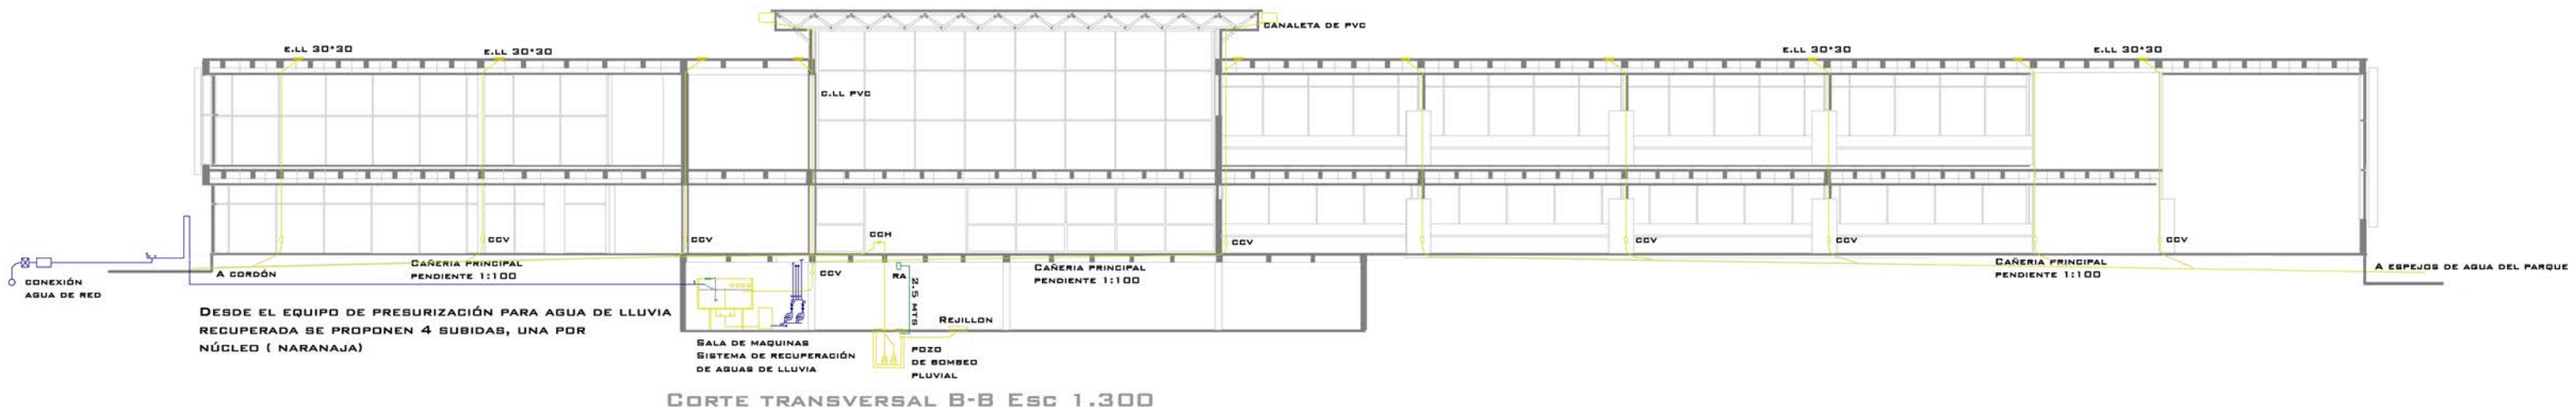 CANALETA DE PVC
E.LL 30*30
E.LL 30*30
E.LL 30*30
E.LL 30*30
C.LL PVC
CCH
CCV
CCV
CCV
CCV
CCV
CCV
A CORDÓN
CAÑERIA PRINCIPAL
PENDIENTE 1:100
CCV
RA
2.5 MTS
CAÑERIA PRINCIPAL
PENDIENTE 1:100
CAÑERIA PRINCIPAL
PENDIENTE 1:100
A ESPEJOS DE AGUA DEL PARQUE
CONEXIÓN
AGUA DE RED
DESDE EL EQUIPO DE PRESURIZACIÓN PARA AGUA DE LLUVIA
RECUPERADA SE PROPONEN 4 SUBIDAS, UNA POR
NÚCLEO ( NARANAJA)
REJILLON
SALA DE MAQUINAS
SISTEMA DE RECUPERACIÓN
DE AGUAS DE LLUVIA
POZO
DE BOMBEO
PLUVIAL
CORTE TRANSVERSAL B-B ESC 1.300